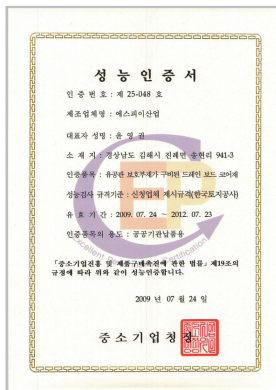 성능인증서
인 증 번 호 : 제 25-048 호
제조업체명 : 에스피이산업
대표자 성명 : 윤 영 권
소 재 지 : 경상남도 김해시 진례면 송현리 941-3
인증품목 : 유공관 보호부재가 구비된 드레인 보드 코어재
성능검사 규격기준 : 신청업체 제시규격(한국토지공사)
유 효 기 간 : 2009. 07. 24 ~ 2012. 07. 23
인증품목의 용도 : 공공기관납품용
Excellent Certification
「중소기업진흥 및 제품구매촉진에 관한 법률」제19조의
규정에 따라 위와 같이 성능인증합니다.
2009 년 07 월 24 일
중소기업청장